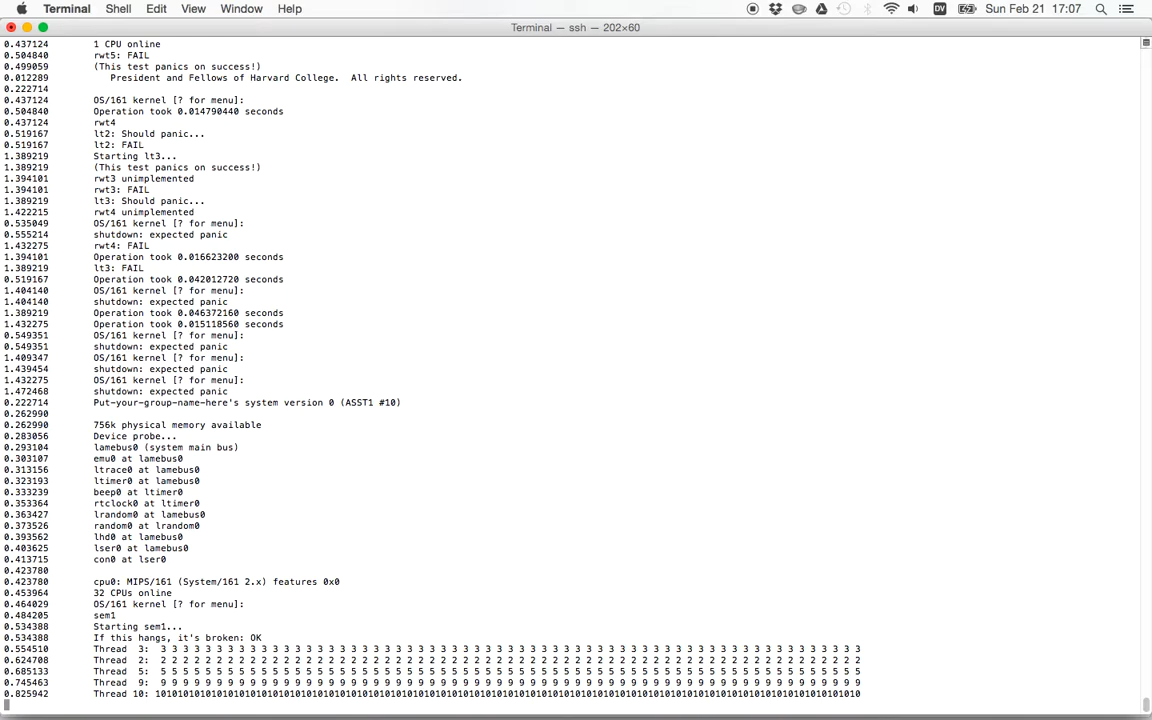 Terminal Shell Edit View Window Help Sun Feb 21 17:07
Terminal — ssh — 202×60
0.437124 1 CPU online
0.504840 rwt5: FAIL
0.499059 (This test panics on success!)
0.012289 President and Fellows of Harvard College. All rights reserved.
0.222714
0.437124 OS/161 kernel [? for menu]:
0.504840 Operation took 0.014790440 seconds
0.437124 rwt4
0.519167 lt2: Should panic...
0.519167 lt2: FAIL
1.389219 Starting lt3...
1.389219 (This test panics on success!)
1.394101 rwt3 unimplemented
1.394101 rwt3: FAIL
1.389219 lt3: Should panic...
1.422215 rwt4 unimplemented
0.535049 OS/161 kernel [? for menu]:
0.555214 shutdown: expected panic
1.432275 rwt4: FAIL
1.394101 Operation took 0.016623200 seconds
1.389219 lt3: FAIL
0.519167 Operation took 0.042012720 seconds
1.404140 OS/161 kernel [? for menu]:
1.404140 shutdown: expected panic
1.389219 Operation took 0.046372160 seconds
1.432275 Operation took 0.015118560 seconds
0.549351 OS/161 kernel [? for menu]:
0.549351 shutdown: expected panic
1.409347 OS/161 kernel [? for menu]:
1.439454 shutdown: expected panic
1.432275 OS/161 kernel [? for menu]:
1.472468 shutdown: expected panic
0.222714 Put-your-group-name-here's system version 0 (ASST1 #10)
0.262990
0.262990 756k physical memory available
0.283056 Device probe...
0.293104 lamebus0 (system main bus)
0.303107 emu0 at lamebus0
0.313156 ltrace0 at lamebus0
0.323193 ltimer0 at lamebus0
0.333239 beep0 at ltimer0
0.353364 rtclock0 at ltimer0
0.363427 lrandom0 at lamebus0
0.373526 random0 at lrandom0
0.393562 lhd0 at lamebus0
0.403625 lser0 at lamebus0
0.413715 con0 at lser0
0.423780
0.423780 cpu0: MIPS/161 (System/161 2.x) features 0x0
0.453964 32 CPUs online
0.464029 OS/161 kernel [? for menu]:
0.484205 sem1
0.534388 Starting sem1...
0.534388 If this hangs, it's broken: OK
0.554510 Thread 3: 3 3 3 3 3 3 3 3 3 3 3 3 3 3 3 3 3 3 3 3 3 3 3 3 3 3 3 3 3 3 3 3 3 3 3 3 3 3 3 3 3 3 3 3 3 3 3 3 3 3 3 3 3 3 3 3 3 3 3 3 3 3 3
0.624708 Thread 2: 2 2 2 2 2 2 2 2 2 2 2 2 2 2 2 2 2 2 2 2 2 2 2 2 2 2 2 2 2 2 2 2 2 2 2 2 2 2 2 2 2 2 2 2 2 2 2 2 2 2 2 2 2 2 2 2 2 2 2 2 2 2 2
0.685133 Thread 5: 5 5 5 5 5 5 5 5 5 5 5 5 5 5 5 5 5 5 5 5 5 5 5 5 5 5 5 5 5 5 5 5 5 5 5 5 5 5 5 5 5 5 5 5 5 5 5 5 5 5 5 5 5 5 5 5 5 5 5 5 5 5 5
0.745463 Thread 9: 9 9 9 9 9 9 9 9 9 9 9 9 9 9 9 9 9 9 9 9 9 9 9 9 9 9 9 9 9 9 9 9 9 9 9 9 9 9 9 9 9 9 9 9 9 9 9 9 9 9 9 9 9 9 9 9 9 9 9 9 9 9 9
0.825942 Thread 10: 101010101010101010101010101010101010101010101010101010101010101010101010101010101010101010101010101010101010101010101010101010